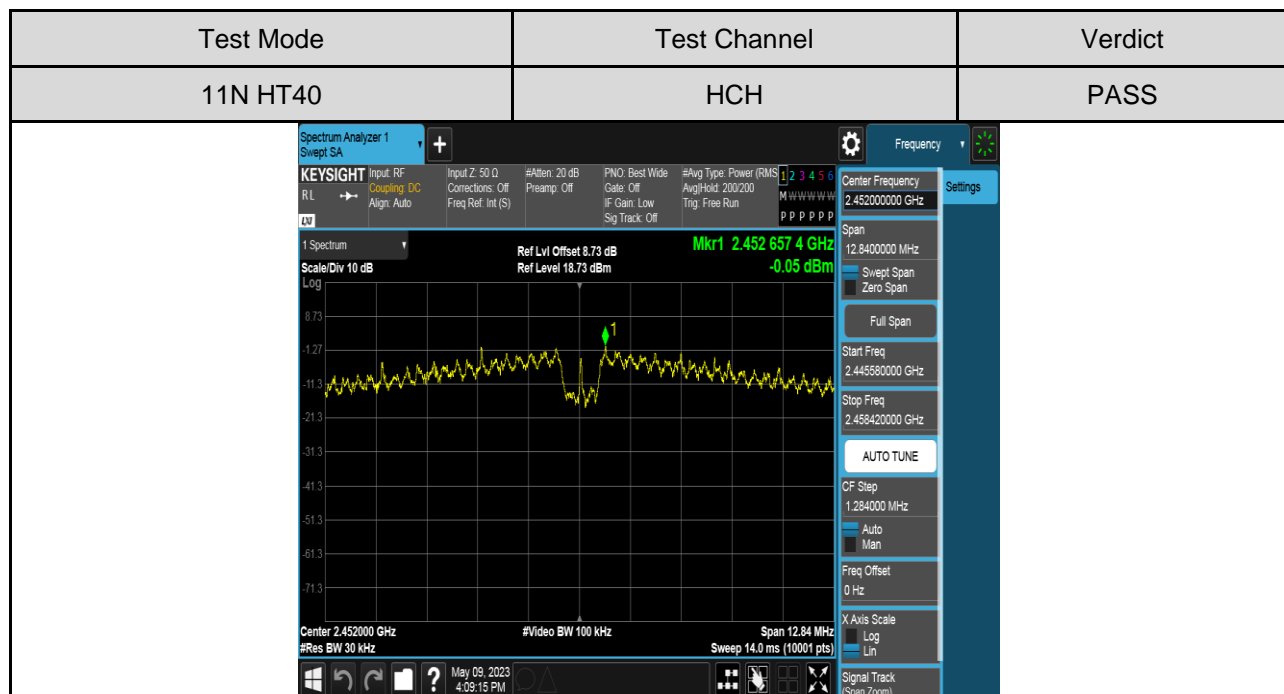 Test Mode Test Channel Verdict
11N HT40 HCH PASS
Spectrum Analyzer 1
Swept SA
+
Frequency
KEYSIGHT Input: RF Input Z: 50 Ω #Atten: 20 dB PNO: Best Wide #Avg Type: Power (RMS 1 2 3 4 5 6
RL Coupling: DC Corrections: Off Preamp: Off Gate: Off Avg|Hold: 200/200 M W W W W W
Align: Auto Freq Ref: Int (S) IF Gain: Low Trig: Free Run
LXI Sig Track: Off P P P P P P
1 Spectrum Ref Lvl Offset 8.73 dB Mkr1 2.452 657 4 GHz
Scale/Div 10 dB Ref Level 18.73 dBm -0.05 dBm
Log
8.73
1
-1.27
-11.3
-21.3
-31.3
-41.3
-51.3
-61.3
-71.3
Center 2.452000 GHz #Video BW 100 kHz Span 12.84 MHz
#Res BW 30 kHz Sweep 14.0 ms (10001 pts)
? May 09, 2023
4:09:15 PM
Center Frequency
2.452000000 GHz
Settings
Span
12.8400000 MHz
Swept Span
Zero Span
Full Span
Start Freq
2.445580000 GHz
Stop Freq
2.458420000 GHz
AUTO TUNE
CF Step
1.284000 MHz
Auto
Man
Freq Offset
0 Hz
X Axis Scale
Log
Lin
Signal Track
(Span Zoom)